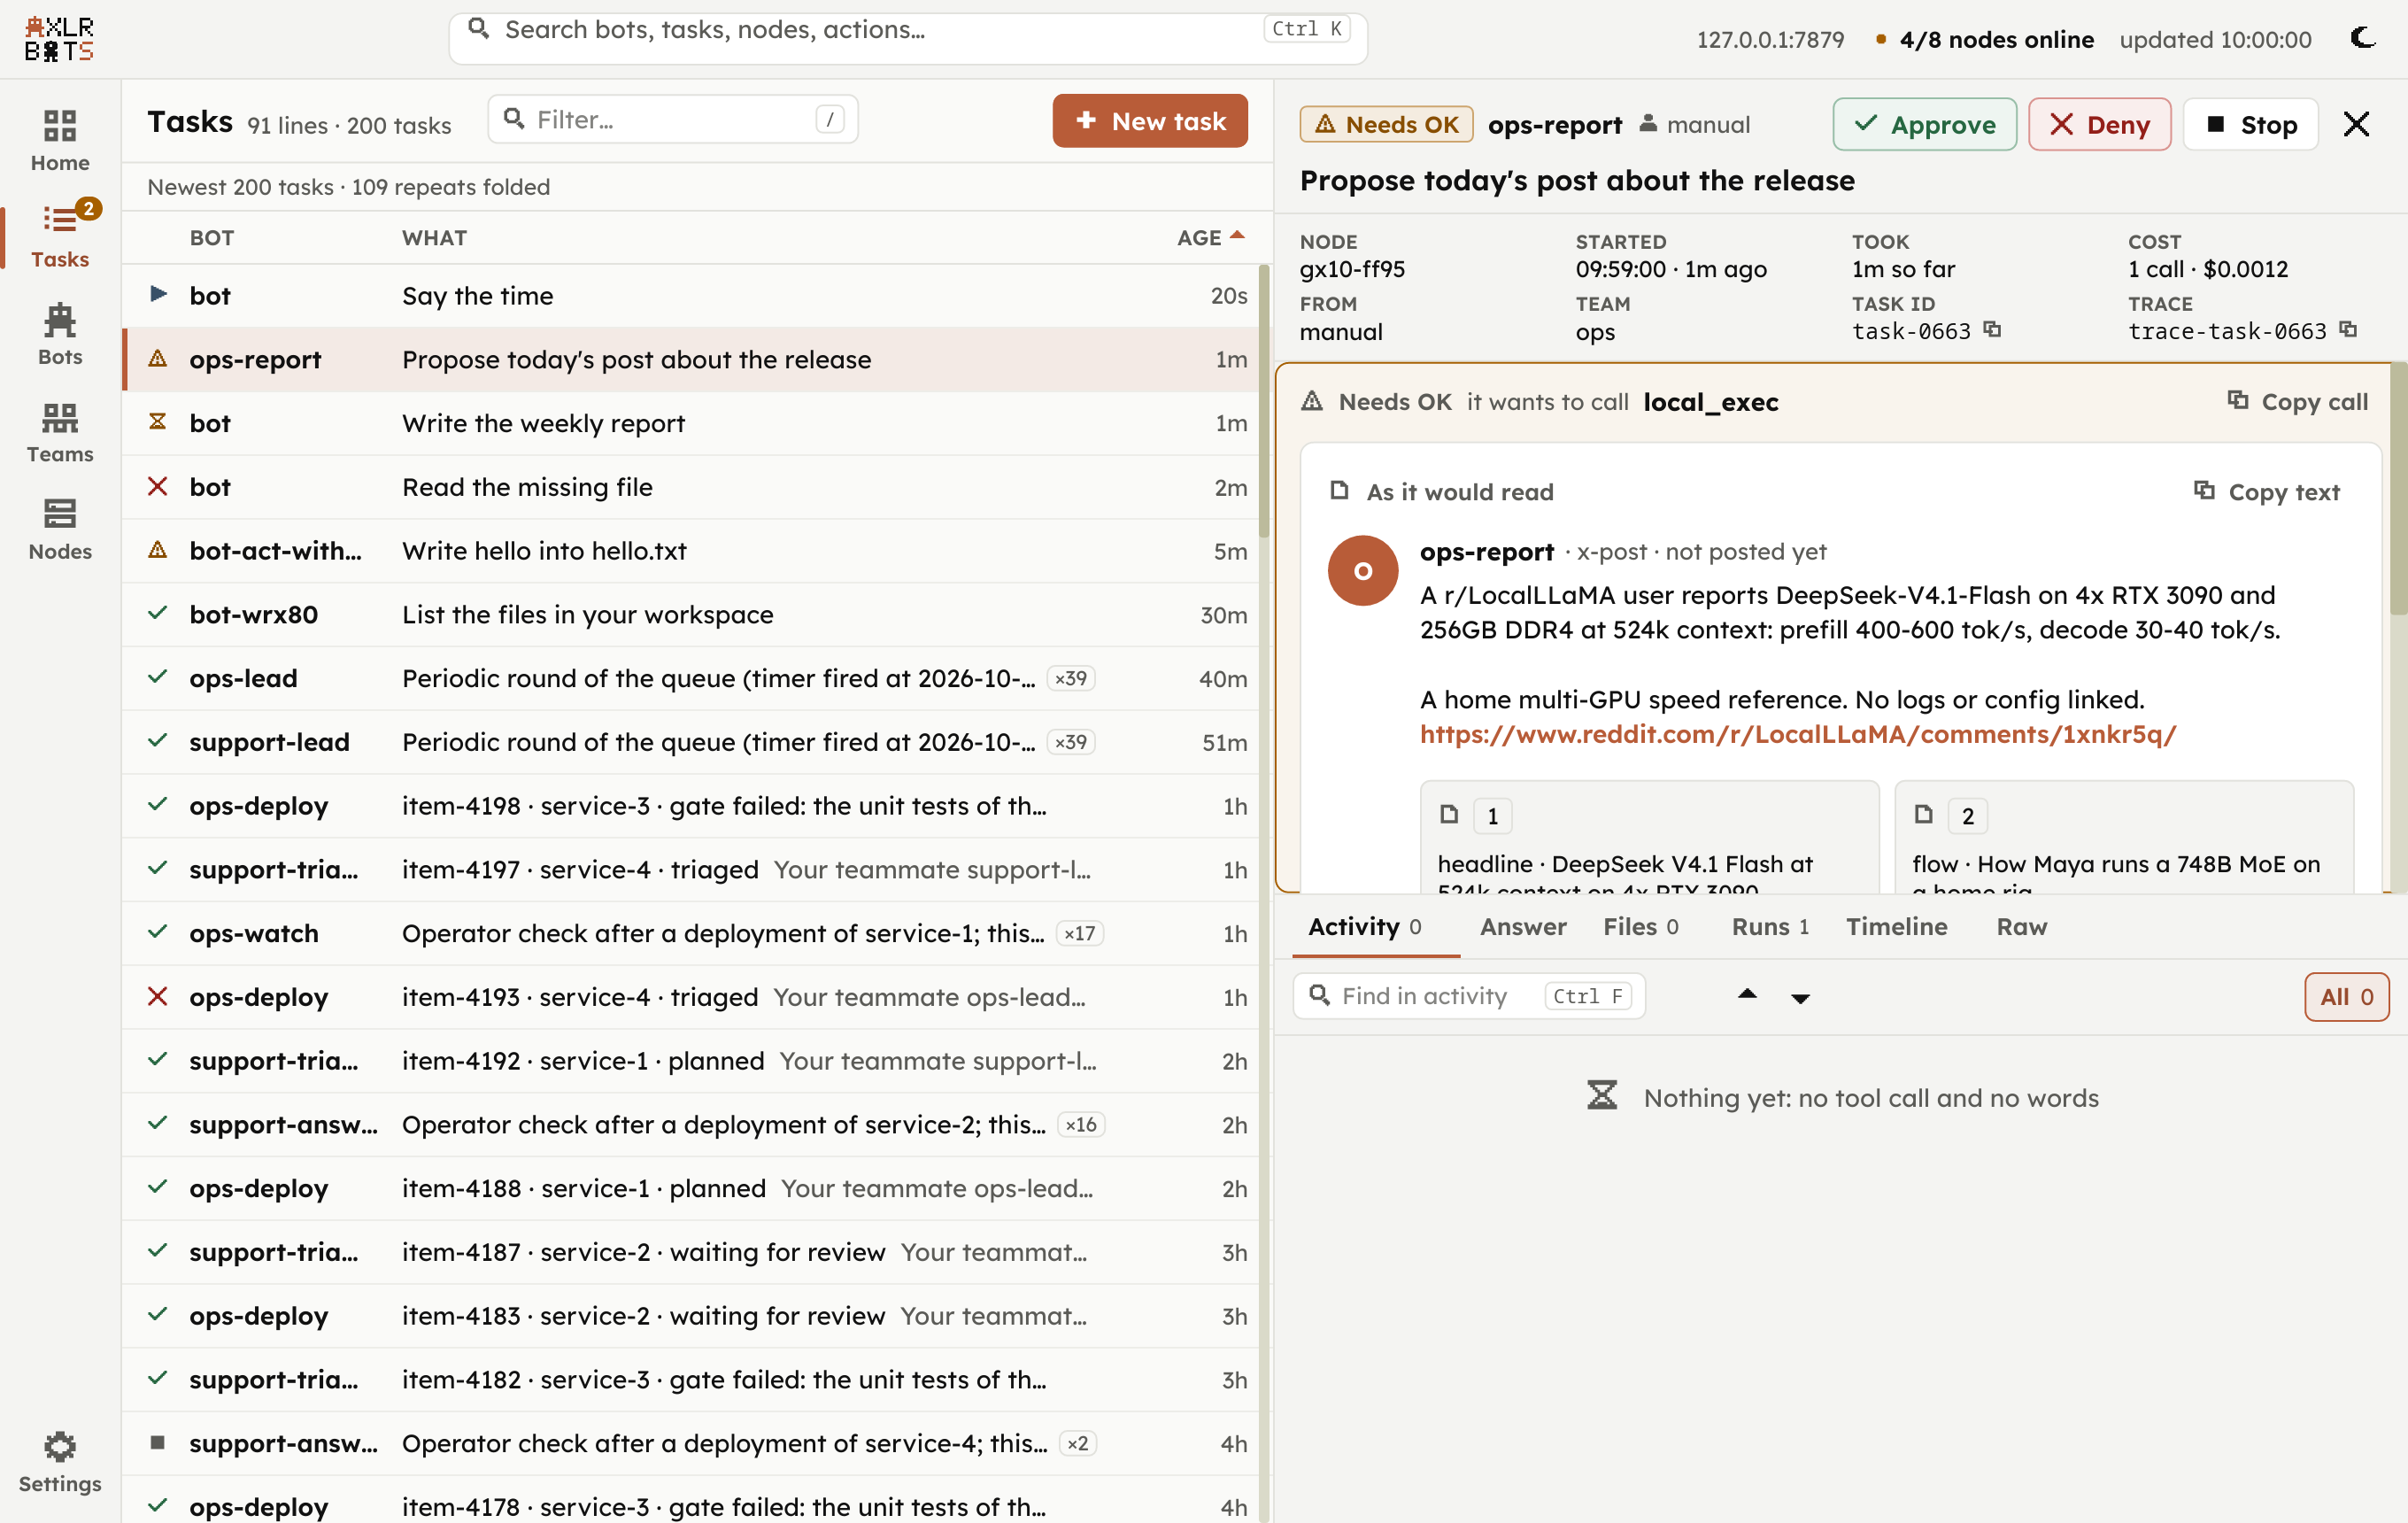 AXLR
BOTS
Search bots, tasks, nodes, actions...
Ctrl K
127.0.0.1:7879
4/8 nodes online
updated 10:00:00
Home
2
Tasks
Bots
Teams
Nodes
Settings
Tasks 91 lines · 200 tasks
Filter...
/
+ New task
Newest 200 tasks · 109 repeats folded
BOT WHAT AGE
bot Say the time 20s
ops-report Propose today's post about the release 1m
bot Write the weekly report 1m
bot Read the missing file 2m
bot-act-with... Write hello into hello.txt 5m
bot-wrx80 List the files in your workspace 30m
ops-lead Periodic round of the queue (timer fired at 2026-10-... ×39 40m
support-lead Periodic round of the queue (timer fired at 2026-10-... ×39 51m
ops-deploy item-4198 · service-3 · gate failed: the unit tests of th... 1h
support-tria... item-4197 · service-4 · triaged Your teammate support-l... 1h
ops-watch Operator check after a deployment of service-1; this... ×17 1h
ops-deploy item-4193 · service-4 · triaged Your teammate ops-lead... 1h
support-tria... item-4192 · service-1 · planned Your teammate support-l... 2h
support-answ... Operator check after a deployment of service-2; this... ×16 2h
ops-deploy item-4188 · service-1 · planned Your teammate ops-lead... 2h
support-tria... item-4187 · service-2 · waiting for review Your teammat... 3h
ops-deploy item-4183 · service-2 · waiting for review Your teammat... 3h
support-tria... item-4182 · service-3 · gate failed: the unit tests of th... 3h
support-answ... Operator check after a deployment of service-4; this... ×2 4h
ops-deploy item-4178 · service-3 · gate failed: the unit tests of th... 4h
Needs OK ops-report manual
Approve
Deny
Stop
Propose today's post about the release
NODE STARTED TOOK COST
gx10-ff95 09:59:00 · 1m ago 1m so far 1 call · $0.0012
FROM TEAM TASK ID TRACE
manual ops task-0663 trace-task-0663
Needs OK it wants to call local_exec
Copy call
As it would read
Copy text
o
ops-report · x-post · not posted yet
A r/LocalLLaMA user reports DeepSeek-V4.1-Flash on 4x RTX 3090 and
256GB DDR4 at 524k context: prefill 400-600 tok/s, decode 30-40 tok/s.
A home multi-GPU speed reference. No logs or config linked.
https://www.reddit.com/r/LocalLLaMA/comments/1xnkr5q/
1
headline · DeepSeek V4.1 Flash at
524k context on 4x RTX 3090
2
flow · How Maya runs a 748B MoE on
a home rig
Activity 0 Answer Files 0 Runs 1 Timeline Raw
Find in activity Ctrl F
All 0
Nothing yet: no tool call and no words